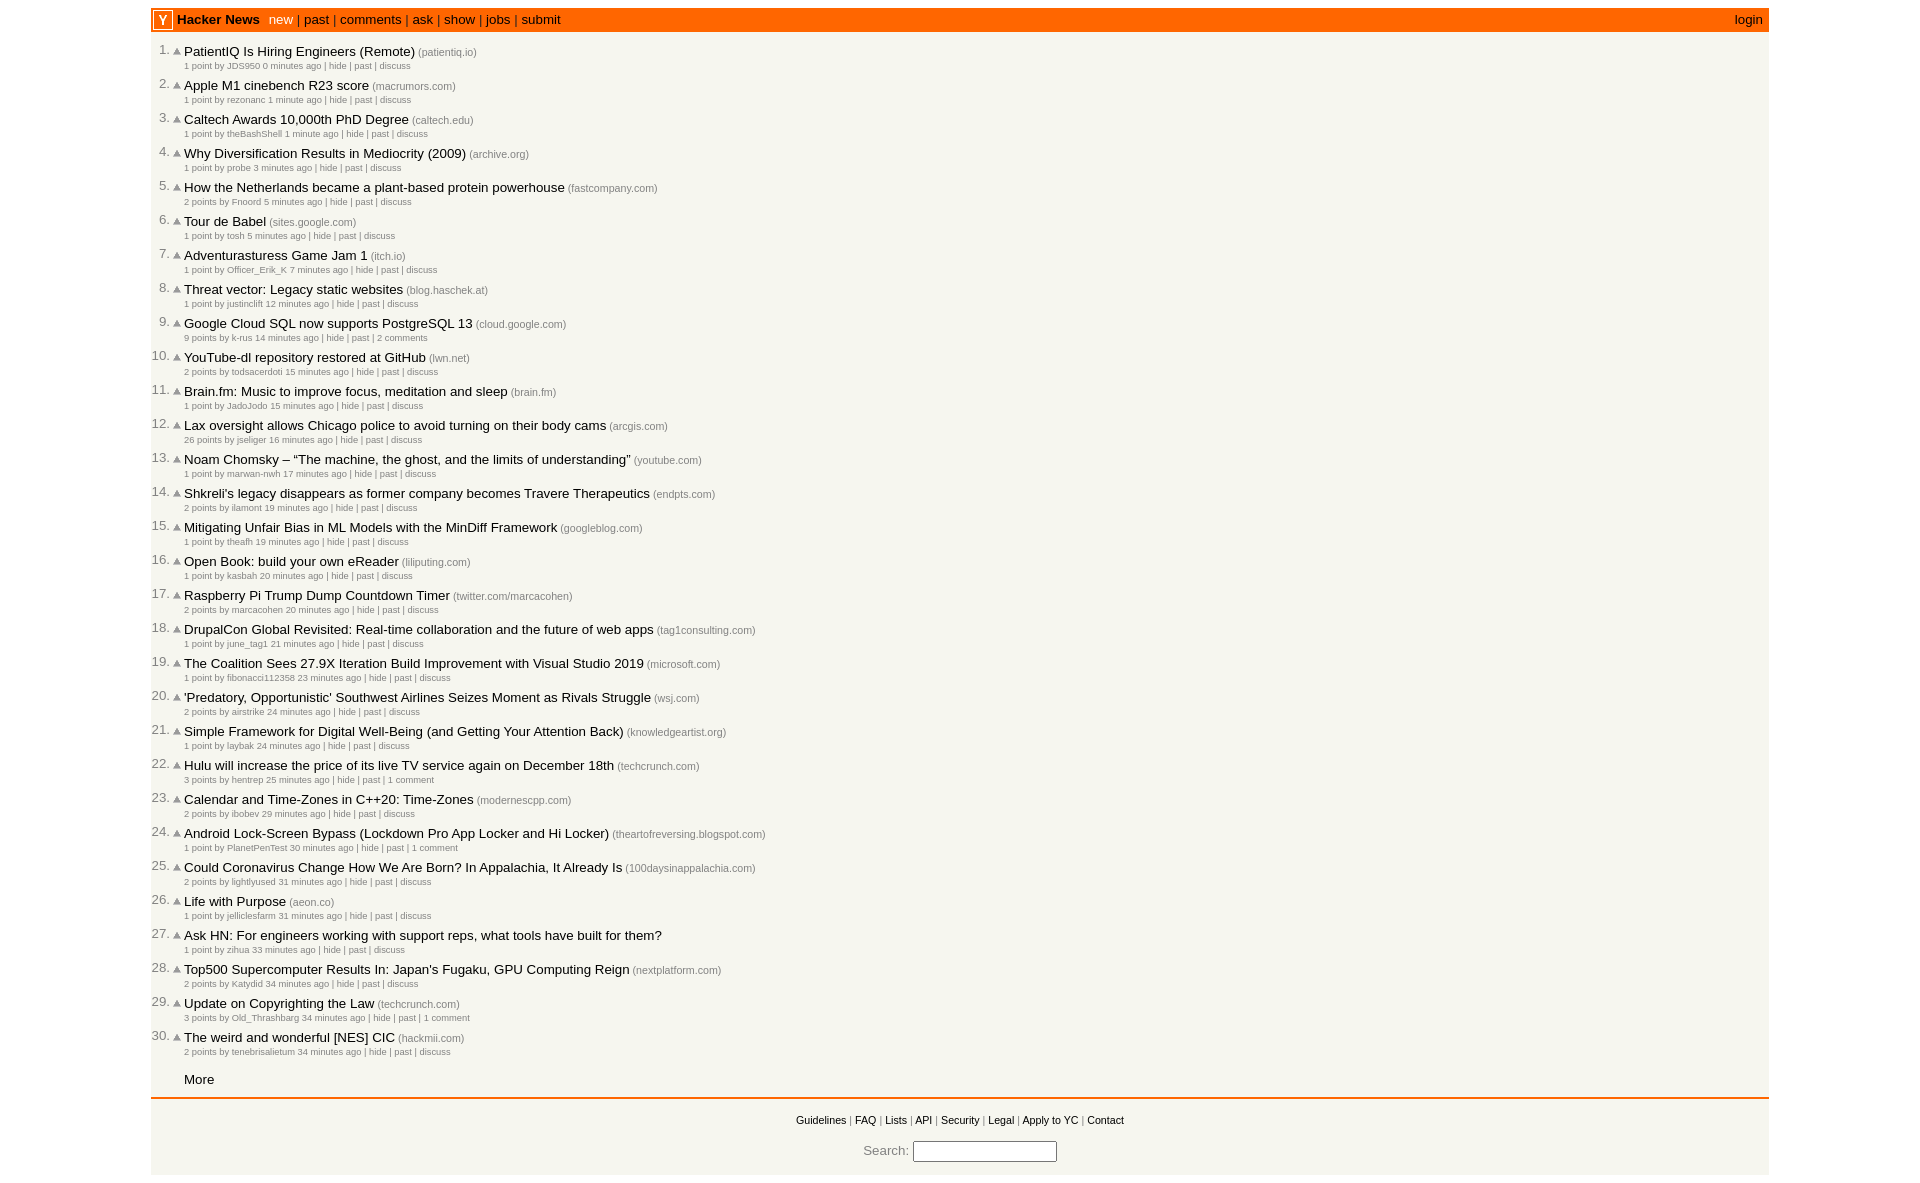 Y Hacker News new | past | comments | ask | show | jobs | submit login
1. PatientIQ Is Hiring Engineers (Remote) (patientiq.io)
1 point by JDS950 0 minutes ago | hide | past | discuss
2. Apple M1 cinebench R23 score (macrumors.com)
1 point by rezonanc 1 minute ago | hide | past | discuss
3. Caltech Awards 10,000th PhD Degree (caltech.edu)
1 point by theBashShell 1 minute ago | hide | past | discuss
4. Why Diversification Results in Mediocrity (2009) (archive.org)
1 point by probe 3 minutes ago | hide | past | discuss
5. How the Netherlands became a plant-based protein powerhouse (fastcompany.com)
2 points by Fnoord 5 minutes ago | hide | past | discuss
6. Tour de Babel (sites.google.com)
1 point by tosh 5 minutes ago | hide | past | discuss
7. Adventurasturess Game Jam 1 (itch.io)
1 point by Officer_Erik_K 7 minutes ago | hide | past | discuss
8. Threat vector: Legacy static websites (blog.haschek.at)
1 point by justinclift 12 minutes ago | hide | past | discuss
9. Google Cloud SQL now supports PostgreSQL 13 (cloud.google.com)
9 points by k-rus 14 minutes ago | hide | past | 2 comments
10. YouTube-dl repository restored at GitHub (lwn.net)
2 points by todsacerdoti 15 minutes ago | hide | past | discuss
11. Brain.fm: Music to improve focus, meditation and sleep (brain.fm)
1 point by JadoJodo 15 minutes ago | hide | past | discuss
12. Lax oversight allows Chicago police to avoid turning on their body cams (arcgis.com)
26 points by jseliger 16 minutes ago | hide | past | discuss
13. Noam Chomsky – “The machine, the ghost, and the limits of understanding” (youtube.com)
1 point by marwan-nwh 17 minutes ago | hide | past | discuss
14. Shkreli's legacy disappears as former company becomes Travere Therapeutics (endpts.com)
2 points by ilamont 19 minutes ago | hide | past | discuss
15. Mitigating Unfair Bias in ML Models with the MinDiff Framework (googleblog.com)
1 point by theafh 19 minutes ago | hide | past | discuss
16. Open Book: build your own eReader (liliputing.com)
1 point by kasbah 20 minutes ago | hide | past | discuss
17. Raspberry Pi Trump Dump Countdown Timer (twitter.com/marcacohen)
2 points by marcacohen 20 minutes ago | hide | past | discuss
18. DrupalCon Global Revisited: Real-time collaboration and the future of web apps (tag1consulting.com)
1 point by june_tag1 21 minutes ago | hide | past | discuss
19. The Coalition Sees 27.9X Iteration Build Improvement with Visual Studio 2019 (microsoft.com)
1 point by fibonacci112358 23 minutes ago | hide | past | discuss
20. 'Predatory, Opportunistic' Southwest Airlines Seizes Moment as Rivals Struggle (wsj.com)
2 points by airstrike 24 minutes ago | hide | past | discuss
21. Simple Framework for Digital Well-Being (and Getting Your Attention Back) (knowledgeartist.org)
1 point by laybak 24 minutes ago | hide | past | discuss
22. Hulu will increase the price of its live TV service again on December 18th (techcrunch.com)
3 points by hentrep 25 minutes ago | hide | past | 1 comment
23. Calendar and Time-Zones in C++20: Time-Zones (modernescpp.com)
2 points by ibobev 29 minutes ago | hide | past | discuss
24. Android Lock-Screen Bypass (Lockdown Pro App Locker and Hi Locker) (theartofreversing.blogspot.com)
1 point by PlanetPenTest 30 minutes ago | hide | past | 1 comment
25. Could Coronavirus Change How We Are Born? In Appalachia, It Already Is (100daysinappalachia.com)
2 points by lightlyused 31 minutes ago | hide | past | discuss
26. Life with Purpose (aeon.co)
1 point by jelliclesfarm 31 minutes ago | hide | past | discuss
27. Ask HN: For engineers working with support reps, what tools have built for them?
1 point by zihua 33 minutes ago | hide | past | discuss
28. Top500 Supercomputer Results In: Japan's Fugaku, GPU Computing Reign (nextplatform.com)
2 points by Katydid 34 minutes ago | hide | past | discuss
29. Update on Copyrighting the Law (techcrunch.com)
3 points by Old_Thrashbarg 34 minutes ago | hide | past | 1 comment
30. The weird and wonderful [NES] CIC (hackmii.com)
2 points by tenebrisalietum 34 minutes ago | hide | past | discuss
More
Guidelines | FAQ | Lists | API | Security | Legal | Apply to YC | Contact
Search: